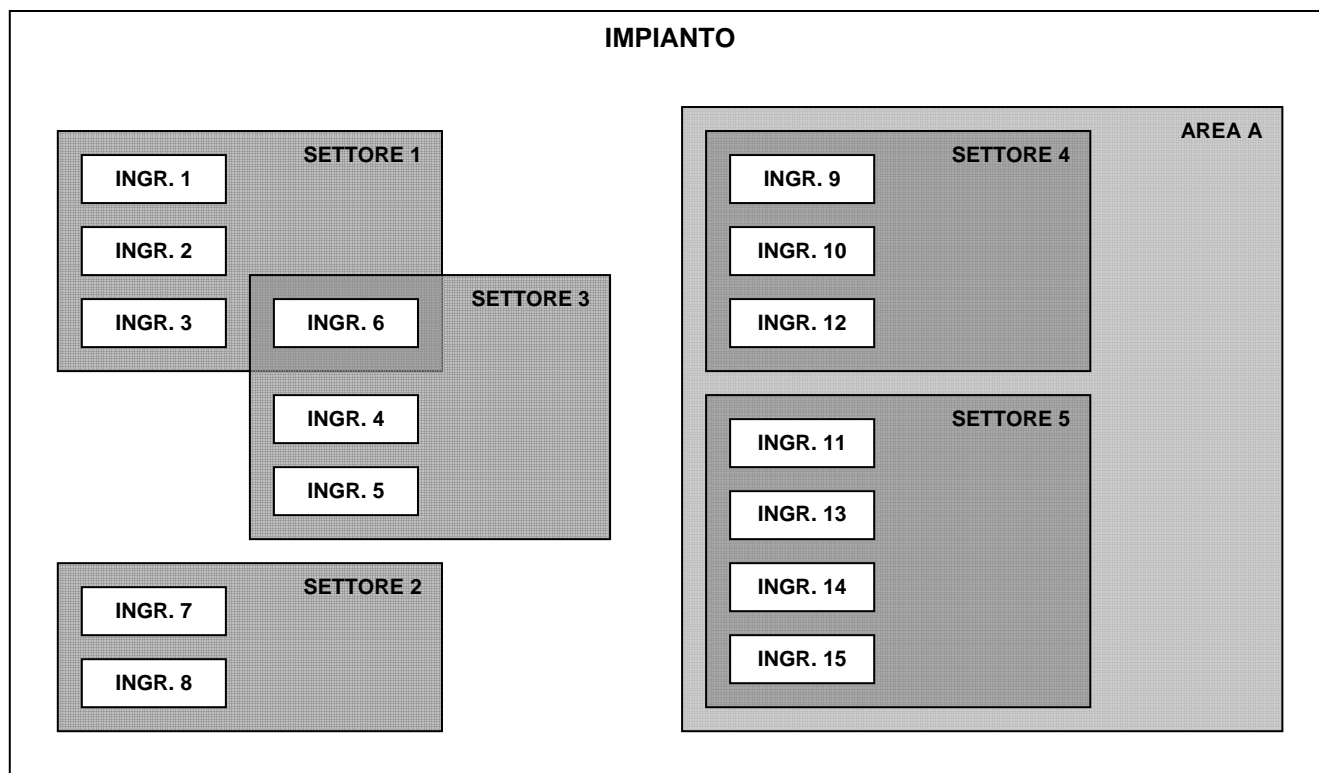 IMPIANTO
SETTORE 1
INGR. 1
INGR. 2
INGR. 3
SETTORE 3
INGR. 6
INGR. 4
INGR. 5
SETTORE 2
INGR. 7
INGR. 8
AREA A
SETTORE 4
INGR. 9
INGR. 10
INGR. 12
SETTORE 5
INGR. 11
INGR. 13
INGR. 14
INGR. 15